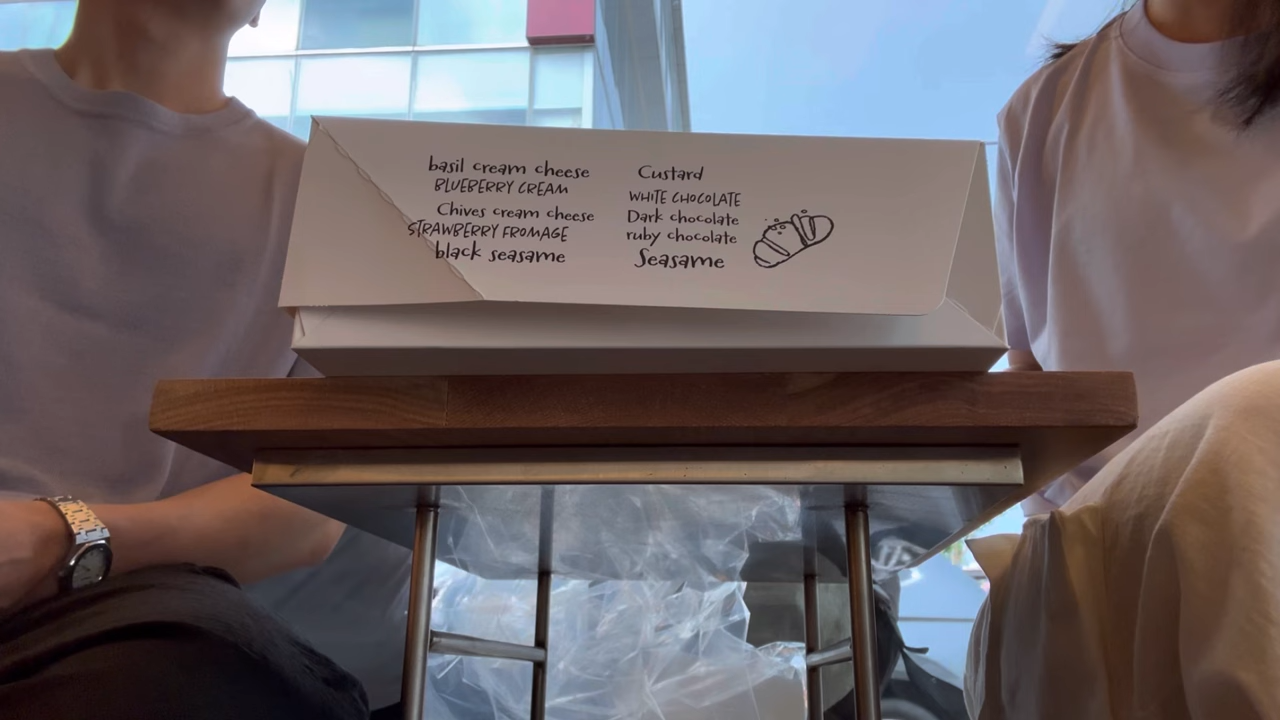 basil cream cheese
BLUEBERRY CREAM
Chives cream cheese
STRAWBERRY FROMAGE
black seasame
Custard
WHITE CHOCOLATE
Dark chocolate
ruby chocolate
Seasame